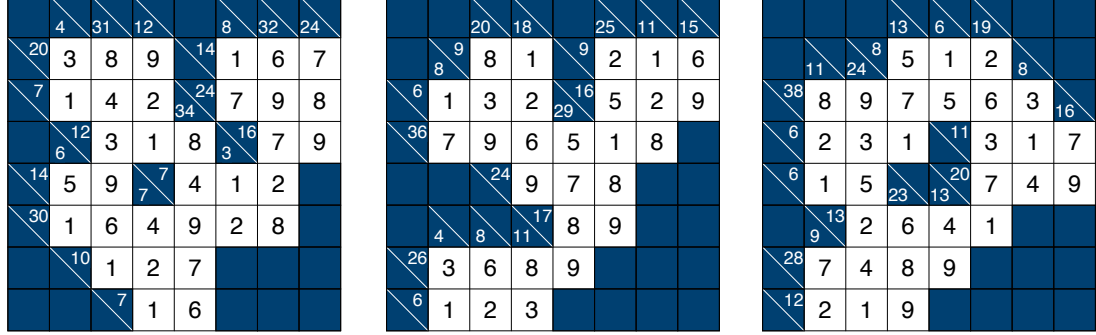 4 31 12 8 32 24
20 3 8 9 14 1 6 7
7 1 4 2 24 34 7 9 8
12 6 3 1 8 16 3 7 9
14 5 9 7 7 4 1 2
30 1 6 4 9 2 8
10 1 2 7
7 1 6
20 18 25 11 15
9 8 8 1 9 2 1 6
6 1 3 2 16 29 5 2 9
36 7 9 6 5 1 8
24 9 7 8
4 8 17 11 8 9
26 3 6 8 9
6 1 2 3
13 6 19
11 8 24 5 1 2 8
38 8 9 7 5 6 3 16
6 2 3 1 11 3 1 7
6 1 5 23 20 13 7 4 9
13 9 2 6 4 1
28 7 4 8 9
12 2 1 9